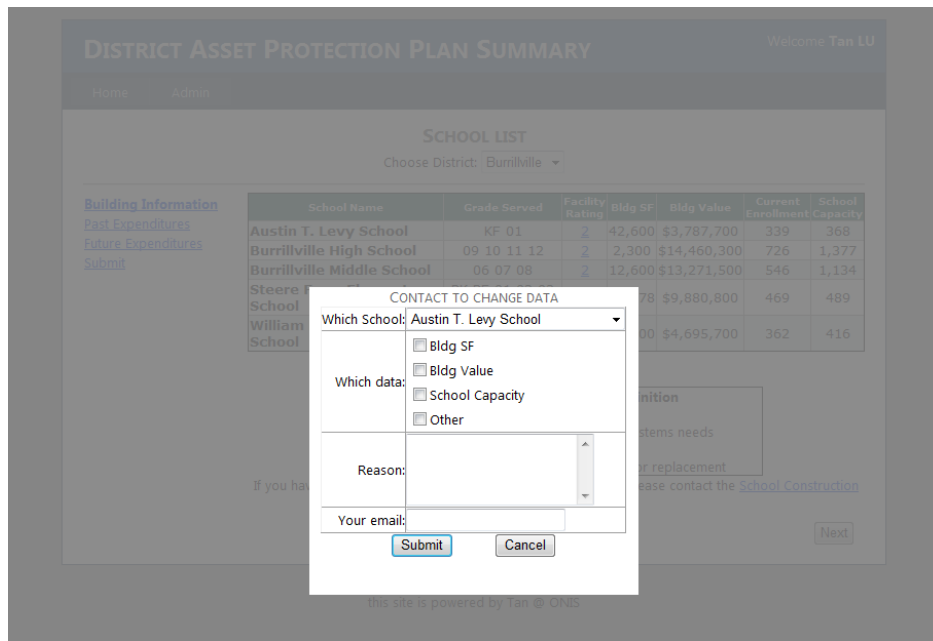 DISTRICT ASSET PROTECTION PLAN SUMMARY
Welcome Tan LU
Home Admin
SCHOOL LIST
Choose District: Burrillville
Building Information
Past Expenditures
Future Expenditures
Submit
School Name Grade Served Facility Rating Bldg SF Bldg Value Current Enrollment School Capacity
Austin T. Levy School KF 01 2 42,600 $3,787,700 339 368
Burrillville High School 09 10 11 12 2 2,300 $14,460,300 726 1,377
Burrillville Middle School 06 07 08 2 12,600 $13,271,500 546 1,134
Steere
School 78 $9,880,800 469 489
William
School 00 $4,695,700 362 416
CONTACT TO CHANGE DATA
Which School: Austin T. Levy School
Which data:
Bldg SF
Bldg Value
School Capacity
Other
Reason:
Your email:
Submit Cancel
nition
stems needs
or replacement
If you hav ease contact the School Construction
Next
this site is powered by Tan @ ONIS